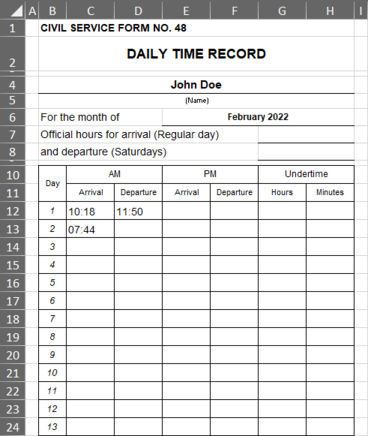 A B C D E F G H I
1 CIVIL SERVICE FORM NO. 48
2 DAILY TIME RECORD
4 John Doe
5 (Name)
6 For the month of February 2022
7 Official hours for arrival (Regular day)
8 and departure (Saturdays)
10 Day AM PM Undertime
11 Arrival Departure Arrival Departure Hours Minutes
12 1 10:18 11:50
13 2 07:44
14 3
15 4
16 5
17 6
18 7
19 8
20 9
21 10
22 11
23 12
24 13